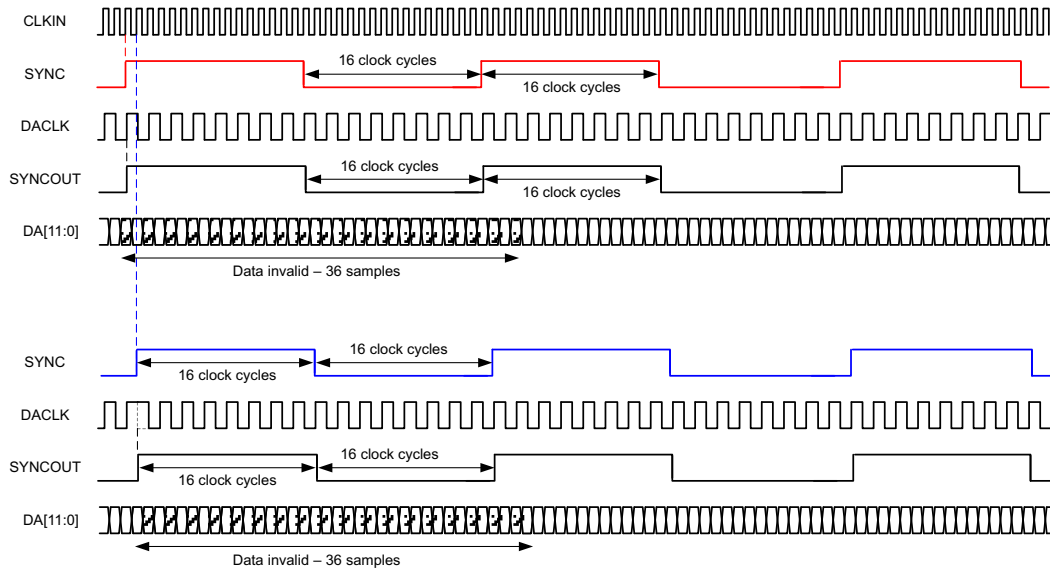 CLKIN
SYNC
16 clock cycles
16 clock cycles
DACLK
SYNCOUT
16 clock cycles
16 clock cycles
DA[11:0]
Data invalid – 36 samples
SYNC
16 clock cycles
16 clock cycles
DACLK
SYNCOUT
16 clock cycles
16 clock cycles
DA[11:0]
Data invalid – 36 samples